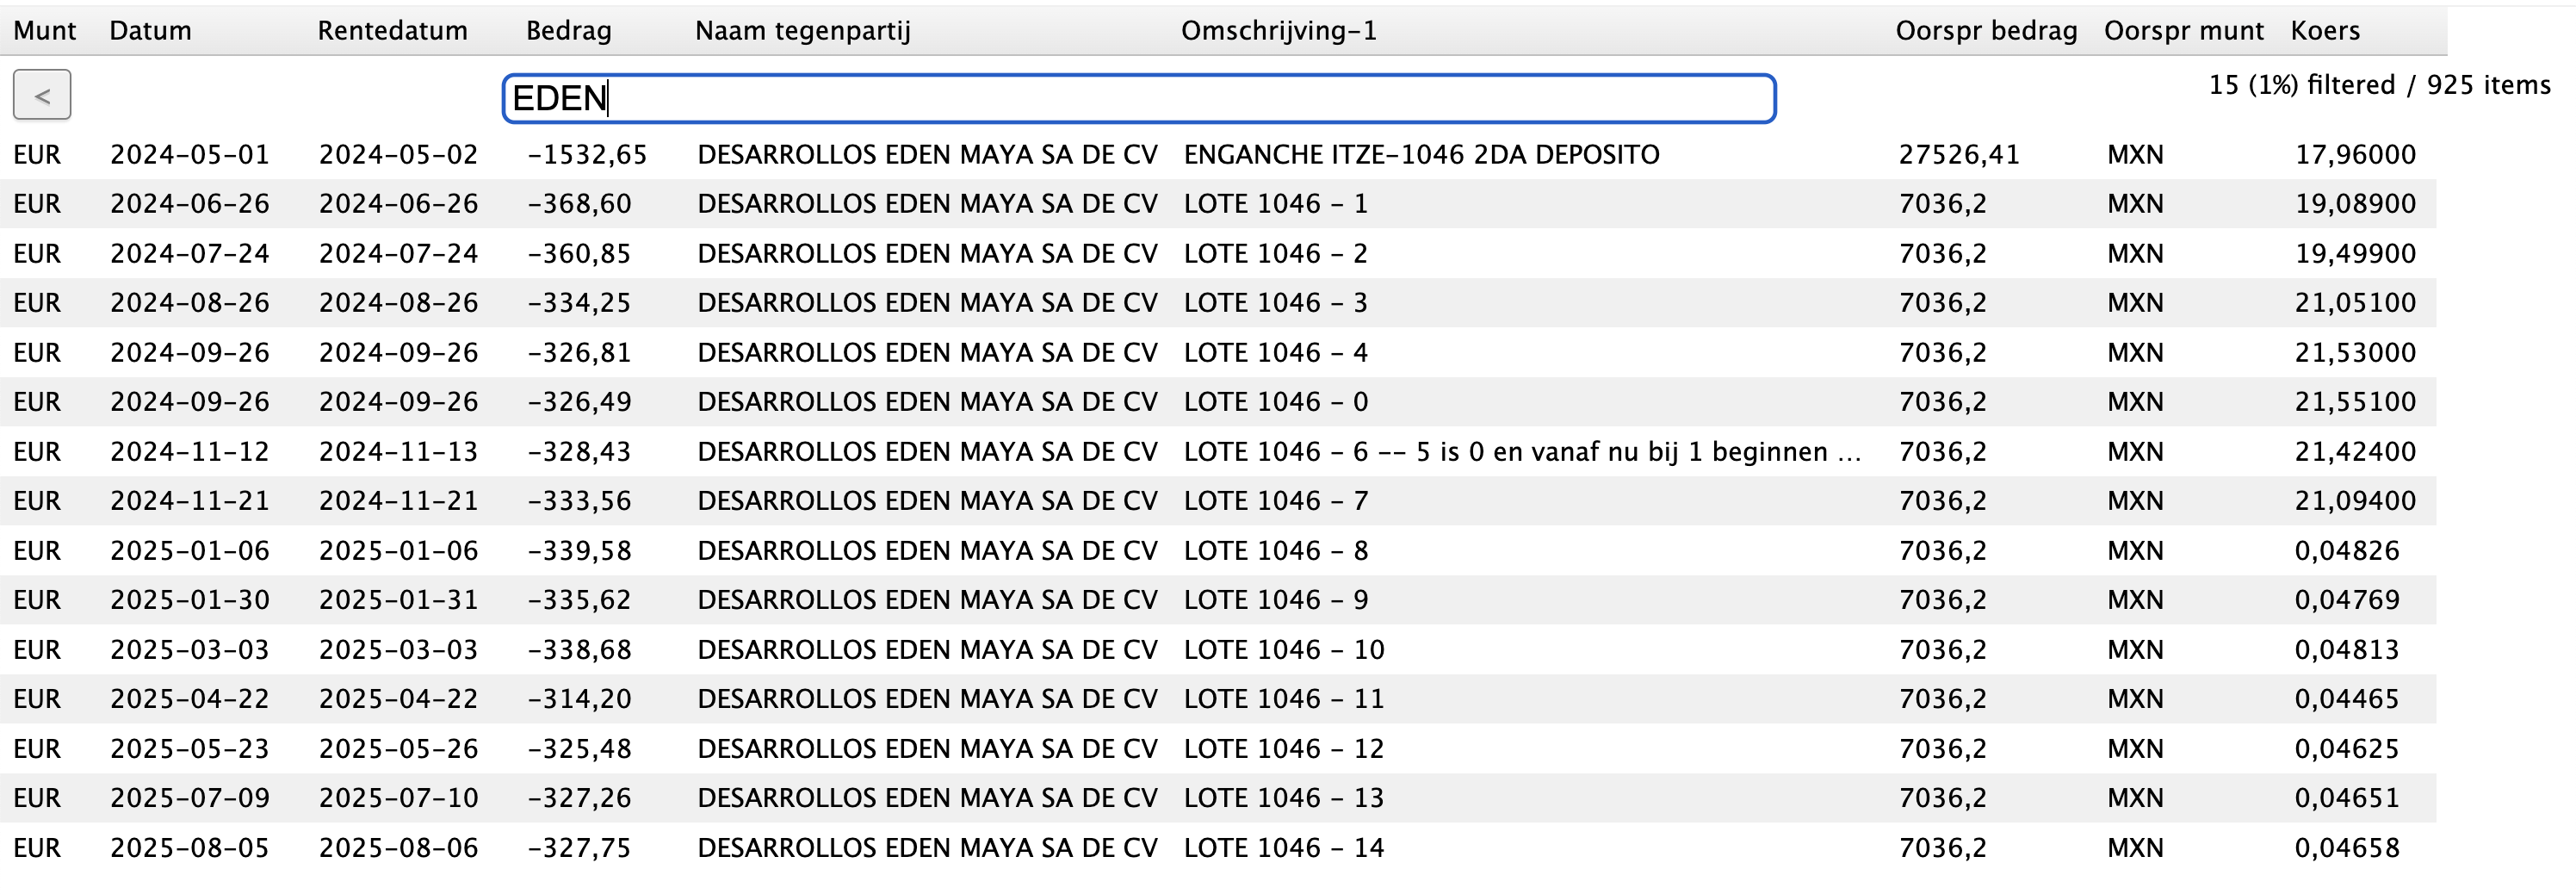 Munt Datum Rentedatum Bedrag Naam tegenpartij Omschrijving-1 Oorspr bedrag Oorspr munt Koers
< EDEN 15 (1%) filtered / 925 items
EUR 2024-05-01 2024-05-02 -1532,65 DESARROLLOS EDEN MAYA SA DE CV ENGANCHE ITZE-1046 2DA DEPOSITO 27526,41 MXN 17,96000
EUR 2024-06-26 2024-06-26 -368,60 DESARROLLOS EDEN MAYA SA DE CV LOTE 1046 - 1 7036,2 MXN 19,08900
EUR 2024-07-24 2024-07-24 -360,85 DESARROLLOS EDEN MAYA SA DE CV LOTE 1046 - 2 7036,2 MXN 19,49900
EUR 2024-08-26 2024-08-26 -334,25 DESARROLLOS EDEN MAYA SA DE CV LOTE 1046 - 3 7036,2 MXN 21,05100
EUR 2024-09-26 2024-09-26 -326,81 DESARROLLOS EDEN MAYA SA DE CV LOTE 1046 - 4 7036,2 MXN 21,53000
EUR 2024-09-26 2024-09-26 -326,49 DESARROLLOS EDEN MAYA SA DE CV LOTE 1046 - 0 7036,2 MXN 21,55100
EUR 2024-11-12 2024-11-13 -328,43 DESARROLLOS EDEN MAYA SA DE CV LOTE 1046 - 6 -- 5 is 0 en vanaf nu bij 1 beginnen ... 7036,2 MXN 21,42400
EUR 2024-11-21 2024-11-21 -333,56 DESARROLLOS EDEN MAYA SA DE CV LOTE 1046 - 7 7036,2 MXN 21,09400
EUR 2025-01-06 2025-01-06 -339,58 DESARROLLOS EDEN MAYA SA DE CV LOTE 1046 - 8 7036,2 MXN 0,04826
EUR 2025-01-30 2025-01-31 -335,62 DESARROLLOS EDEN MAYA SA DE CV LOTE 1046 - 9 7036,2 MXN 0,04769
EUR 2025-03-03 2025-03-03 -338,68 DESARROLLOS EDEN MAYA SA DE CV LOTE 1046 - 10 7036,2 MXN 0,04813
EUR 2025-04-22 2025-04-22 -314,20 DESARROLLOS EDEN MAYA SA DE CV LOTE 1046 - 11 7036,2 MXN 0,04465
EUR 2025-05-23 2025-05-26 -325,48 DESARROLLOS EDEN MAYA SA DE CV LOTE 1046 - 12 7036,2 MXN 0,04625
EUR 2025-07-09 2025-07-10 -327,26 DESARROLLOS EDEN MAYA SA DE CV LOTE 1046 - 13 7036,2 MXN 0,04651
EUR 2025-08-05 2025-08-06 -327,75 DESARROLLOS EDEN MAYA SA DE CV LOTE 1046 - 14 7036,2 MXN 0,04658